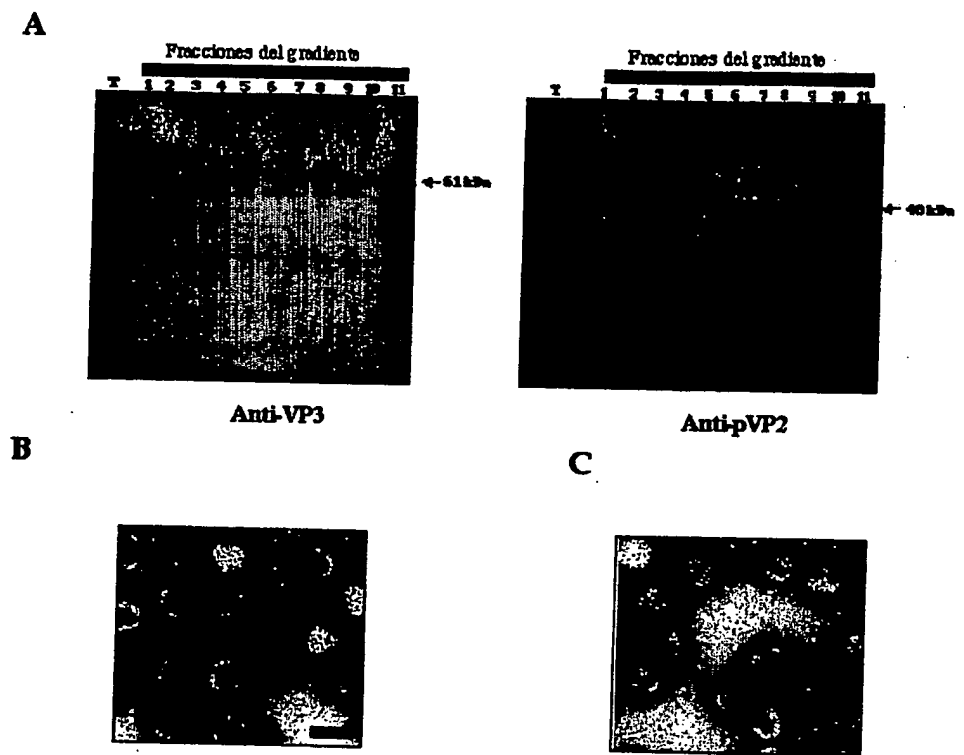 A
Fracciones del gradiente
T 1 2 3 4 5 6 7 8 9 10 11
61kDa
Anti-VP3
Fracciones del gradiente
T 1 2 3 4 5 6 7 8 9 10 11
Anti-pVP2
B
C